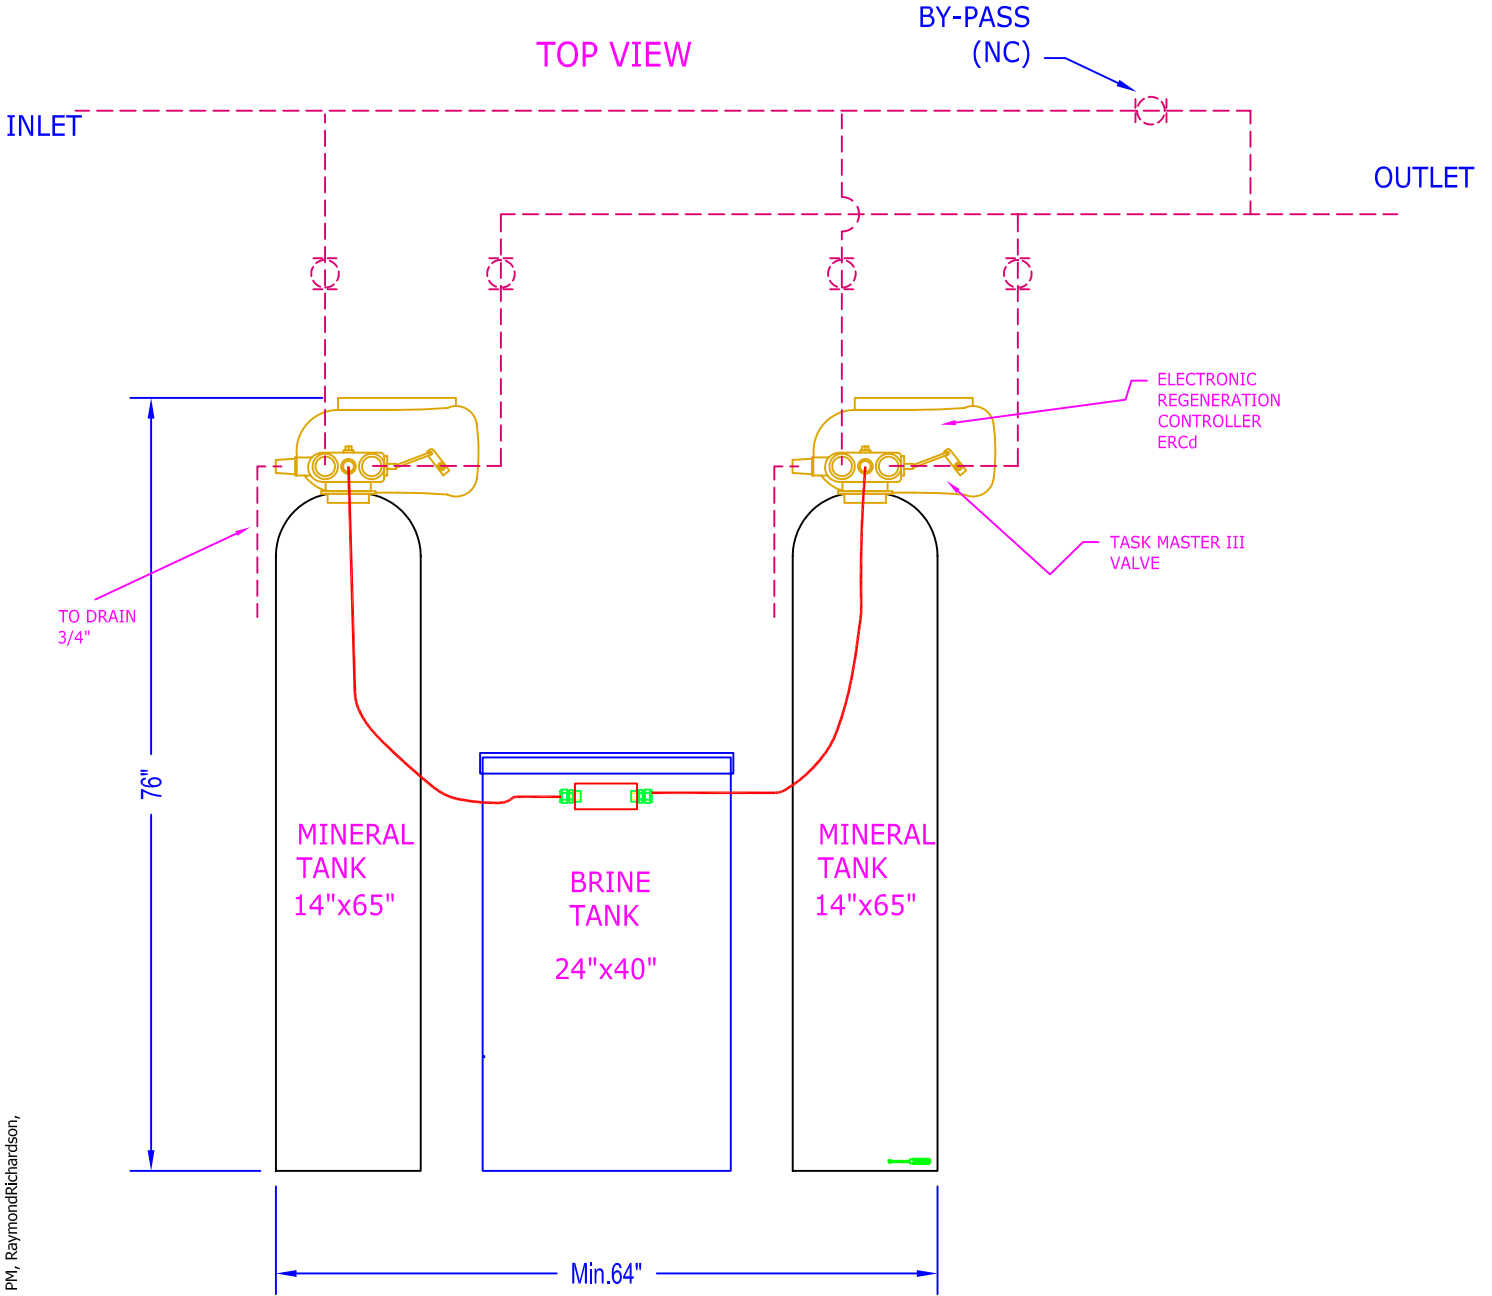 BY-PASS
(NC)
TOP VIEW
INLET
OUTLET
ELECTRONIC
REGENERATION
CONTROLLER
ERCd
TASK MASTER III
VALVE
TO DRAIN
3/4"
76"
MINERAL
TANK
14"x65"
BRINE
TANK
24"x40"
MINERAL
TANK
14"x65"
Min.64"
PM, RaymondRichardson,